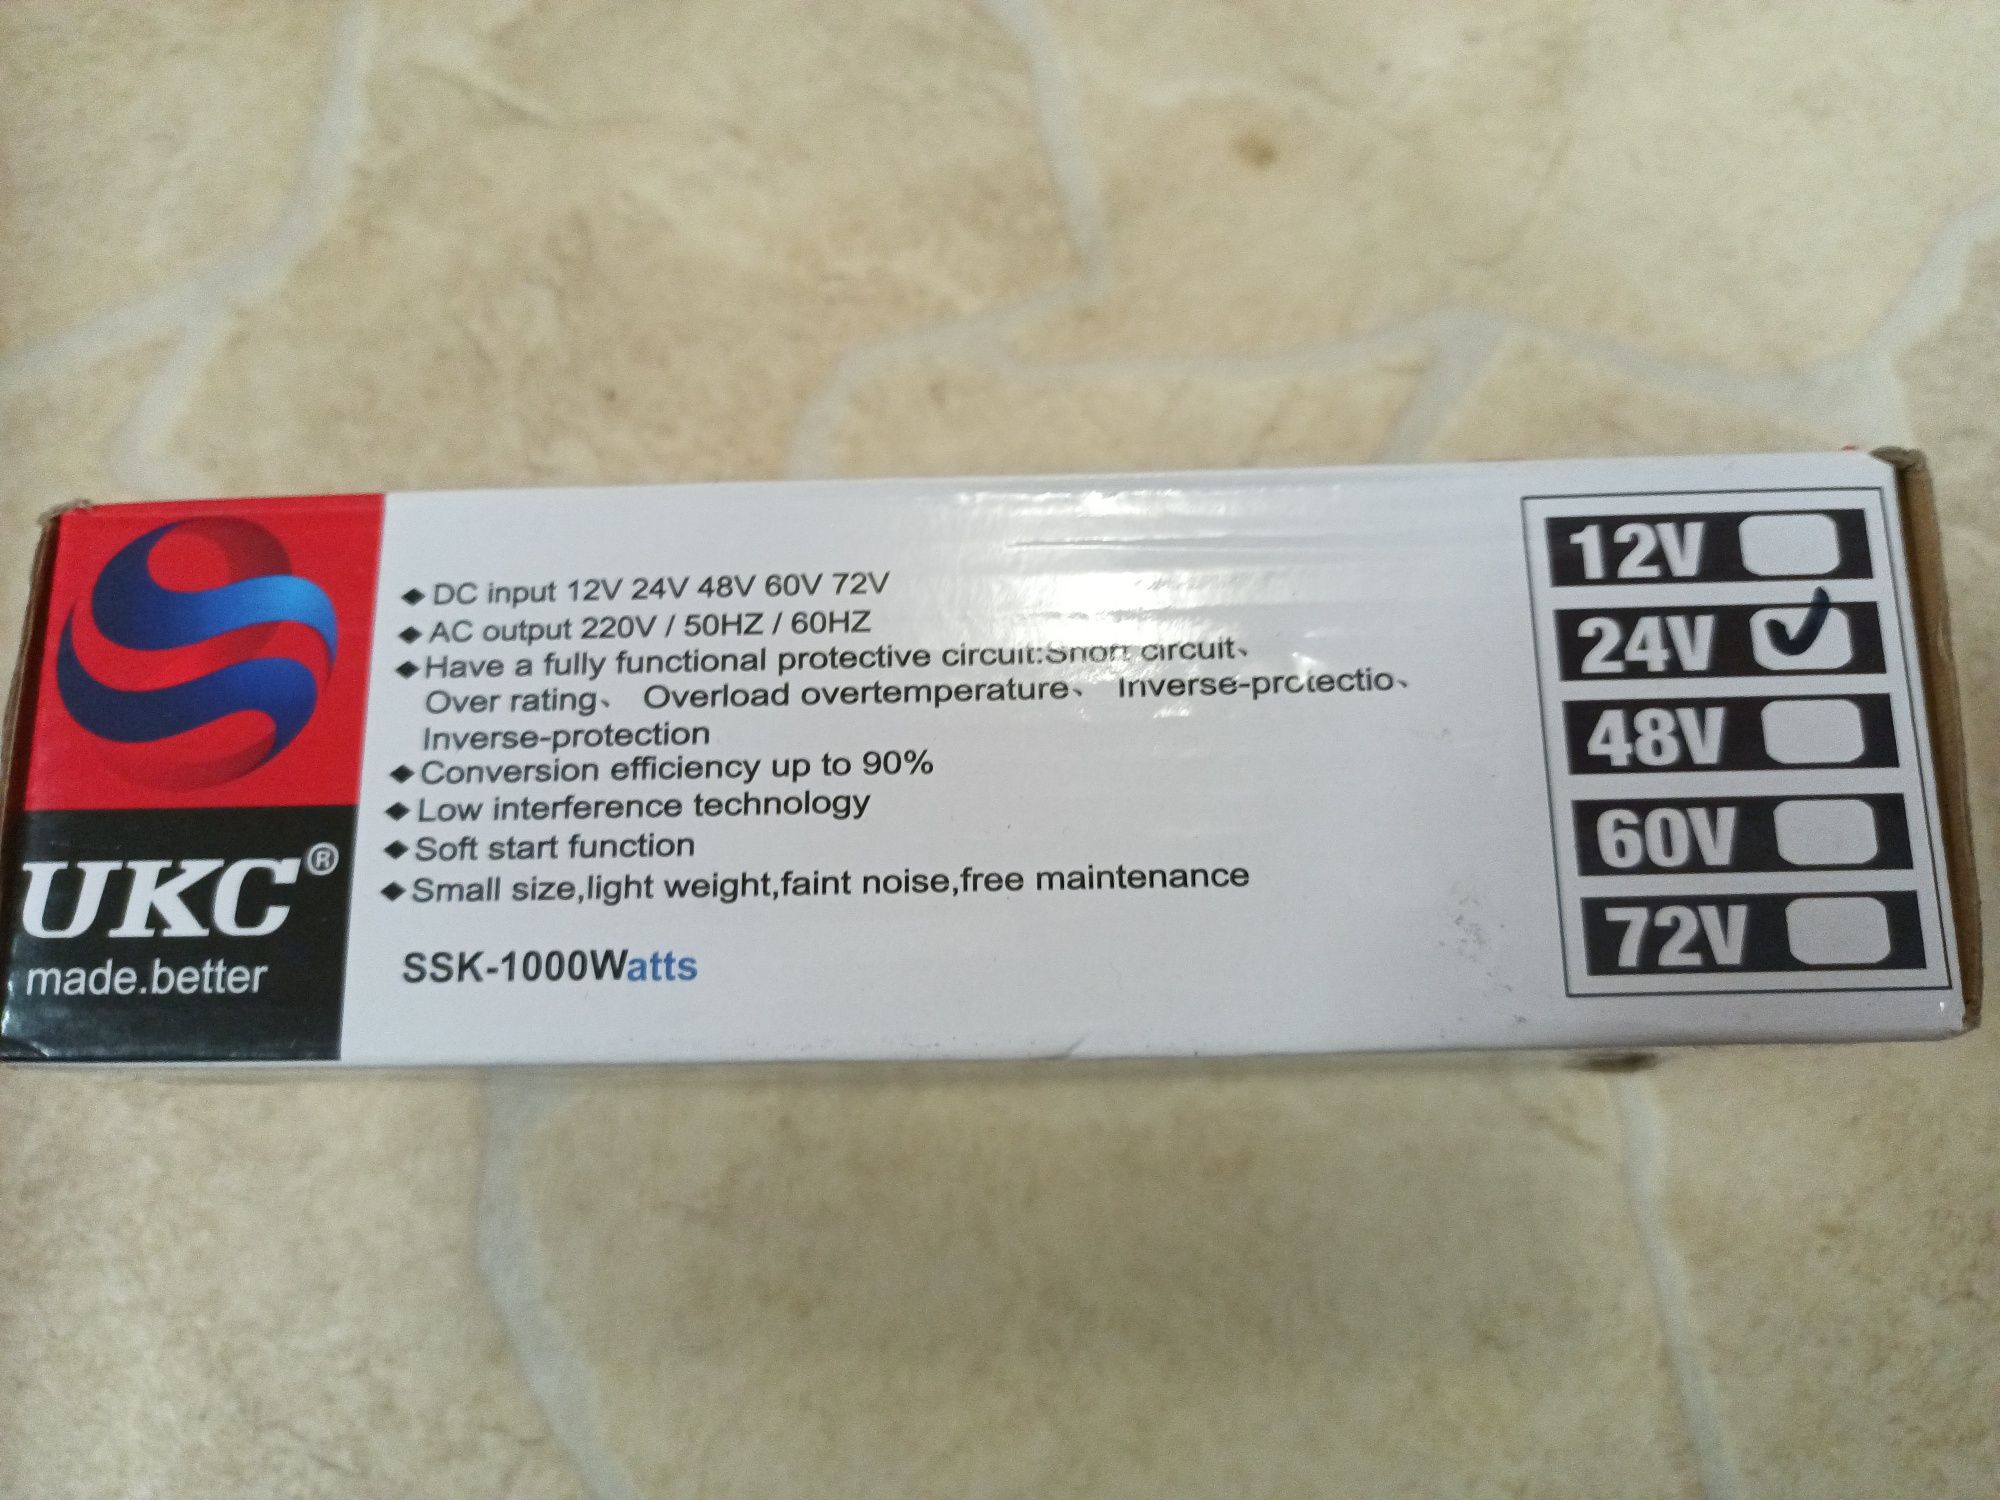 ◆DC input 12V 24V 48V 60V 72V
◆AC output 220V / 50HZ / 60HZ
◆Have a fully functional protective circuit:Short circuit、
Over rating、 Overload overtemperature、 Inverse-protectio、
Inverse-protection
◆Conversion efficiency up to 90%
◆Low interference technology
◆Soft start function
◆Small size,light weight,faint noise,free maintenance
SSK-1000Watts
UKC®
made.better
12V
24V ✓
48V
60V
72V